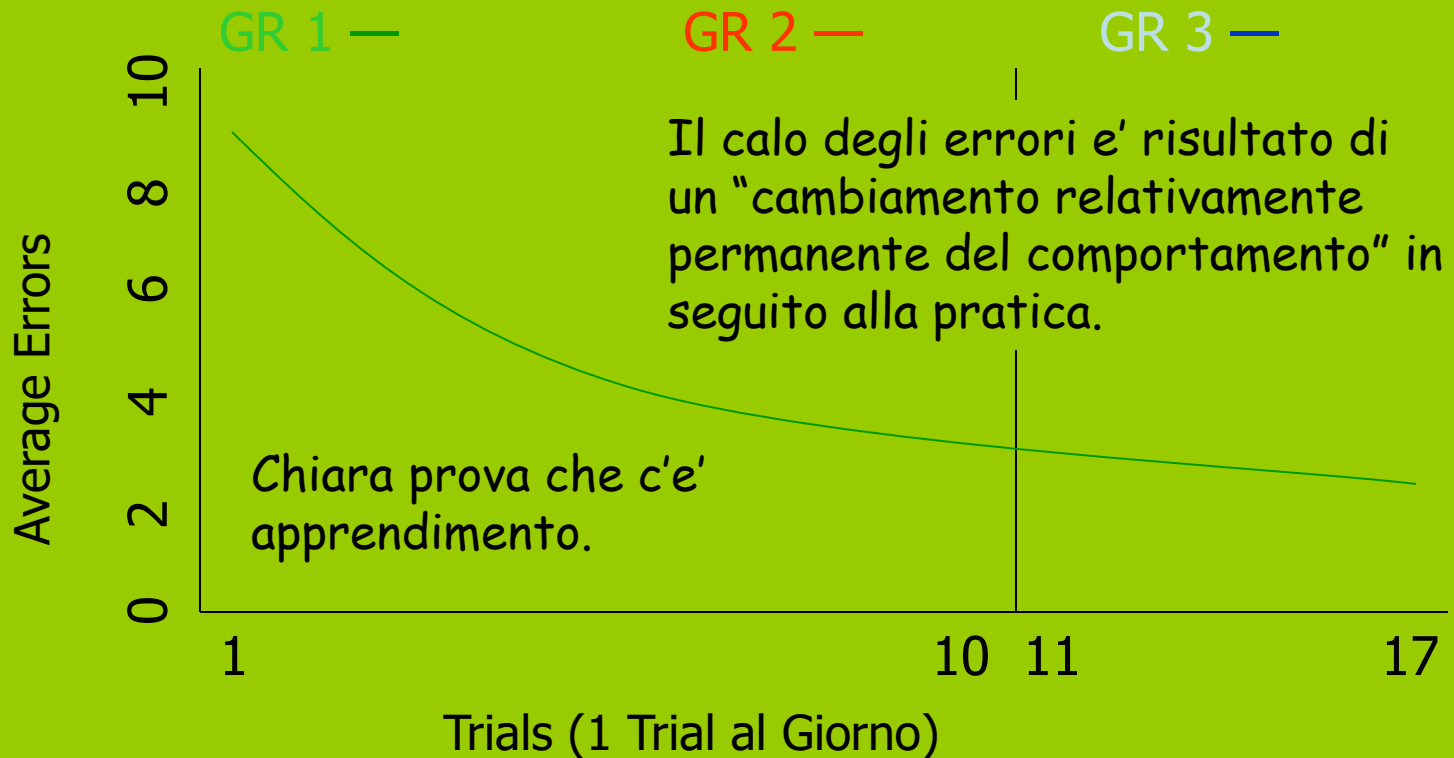 GR 1
GR 2
GR 3
10
8
6
4
2
0
Average Errors
Il calo degli errori e’ risultato di
un “cambiamento relativamente
permanente del comportamento” in
seguito alla pratica.
Chiara prova che c’e’
apprendimento.
1
10
11
17
Trials (1 Trial al Giorno)